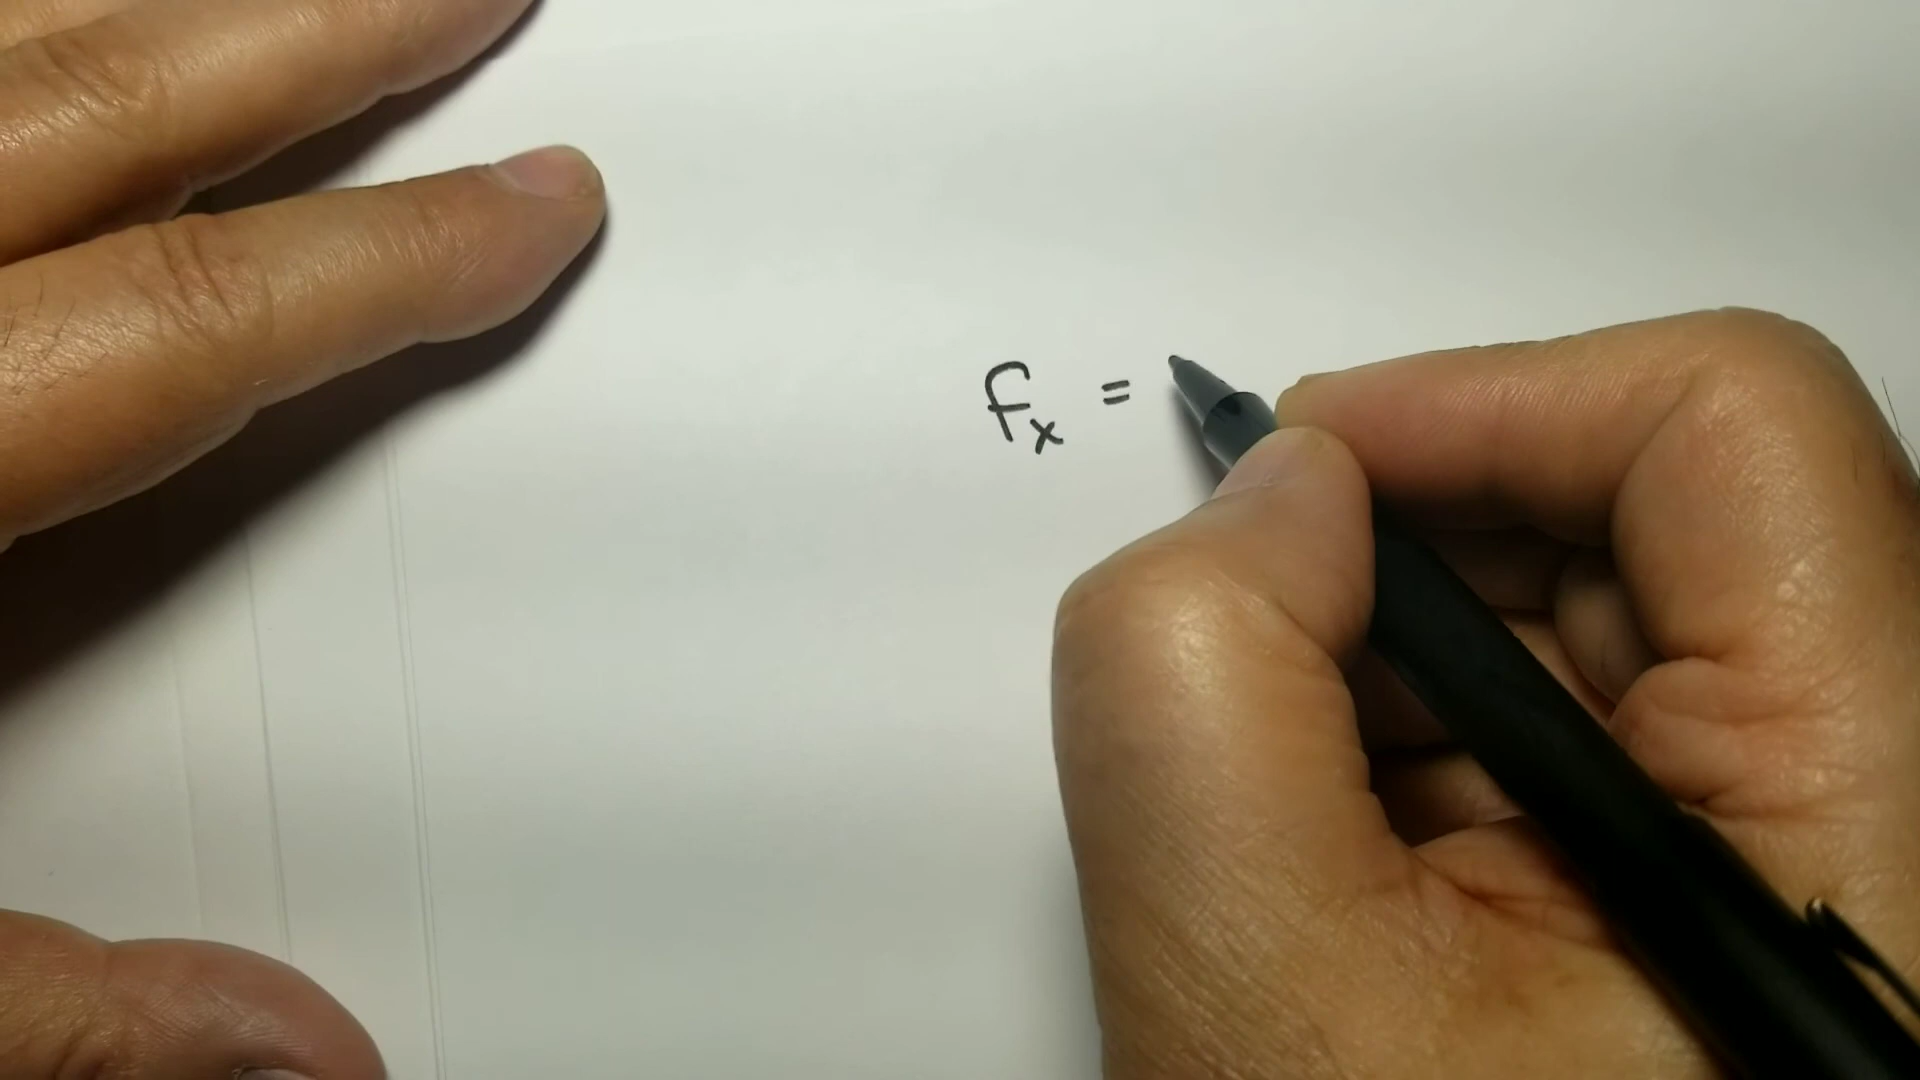 fx =